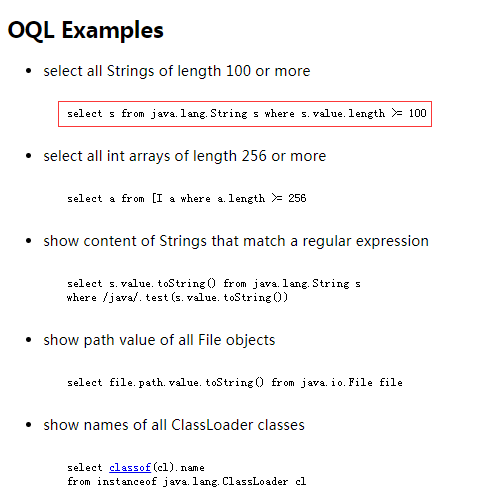 OQL Examples
select all Strings of length 100 or more
select s from java.lang.String s where s.value.length >= 100
select all int arrays of length 256 or more
select a from [I a where a.length >= 256
show content of Strings that match a regular expression
select s.value.toString() from java.lang.String s
where /java/.test(s.value.toString())
show path value of all File objects
select file.path.value.toString() from java.io.File file
show names of all ClassLoader classes
select classof(cl).name
from instanceof java.lang.ClassLoader cl